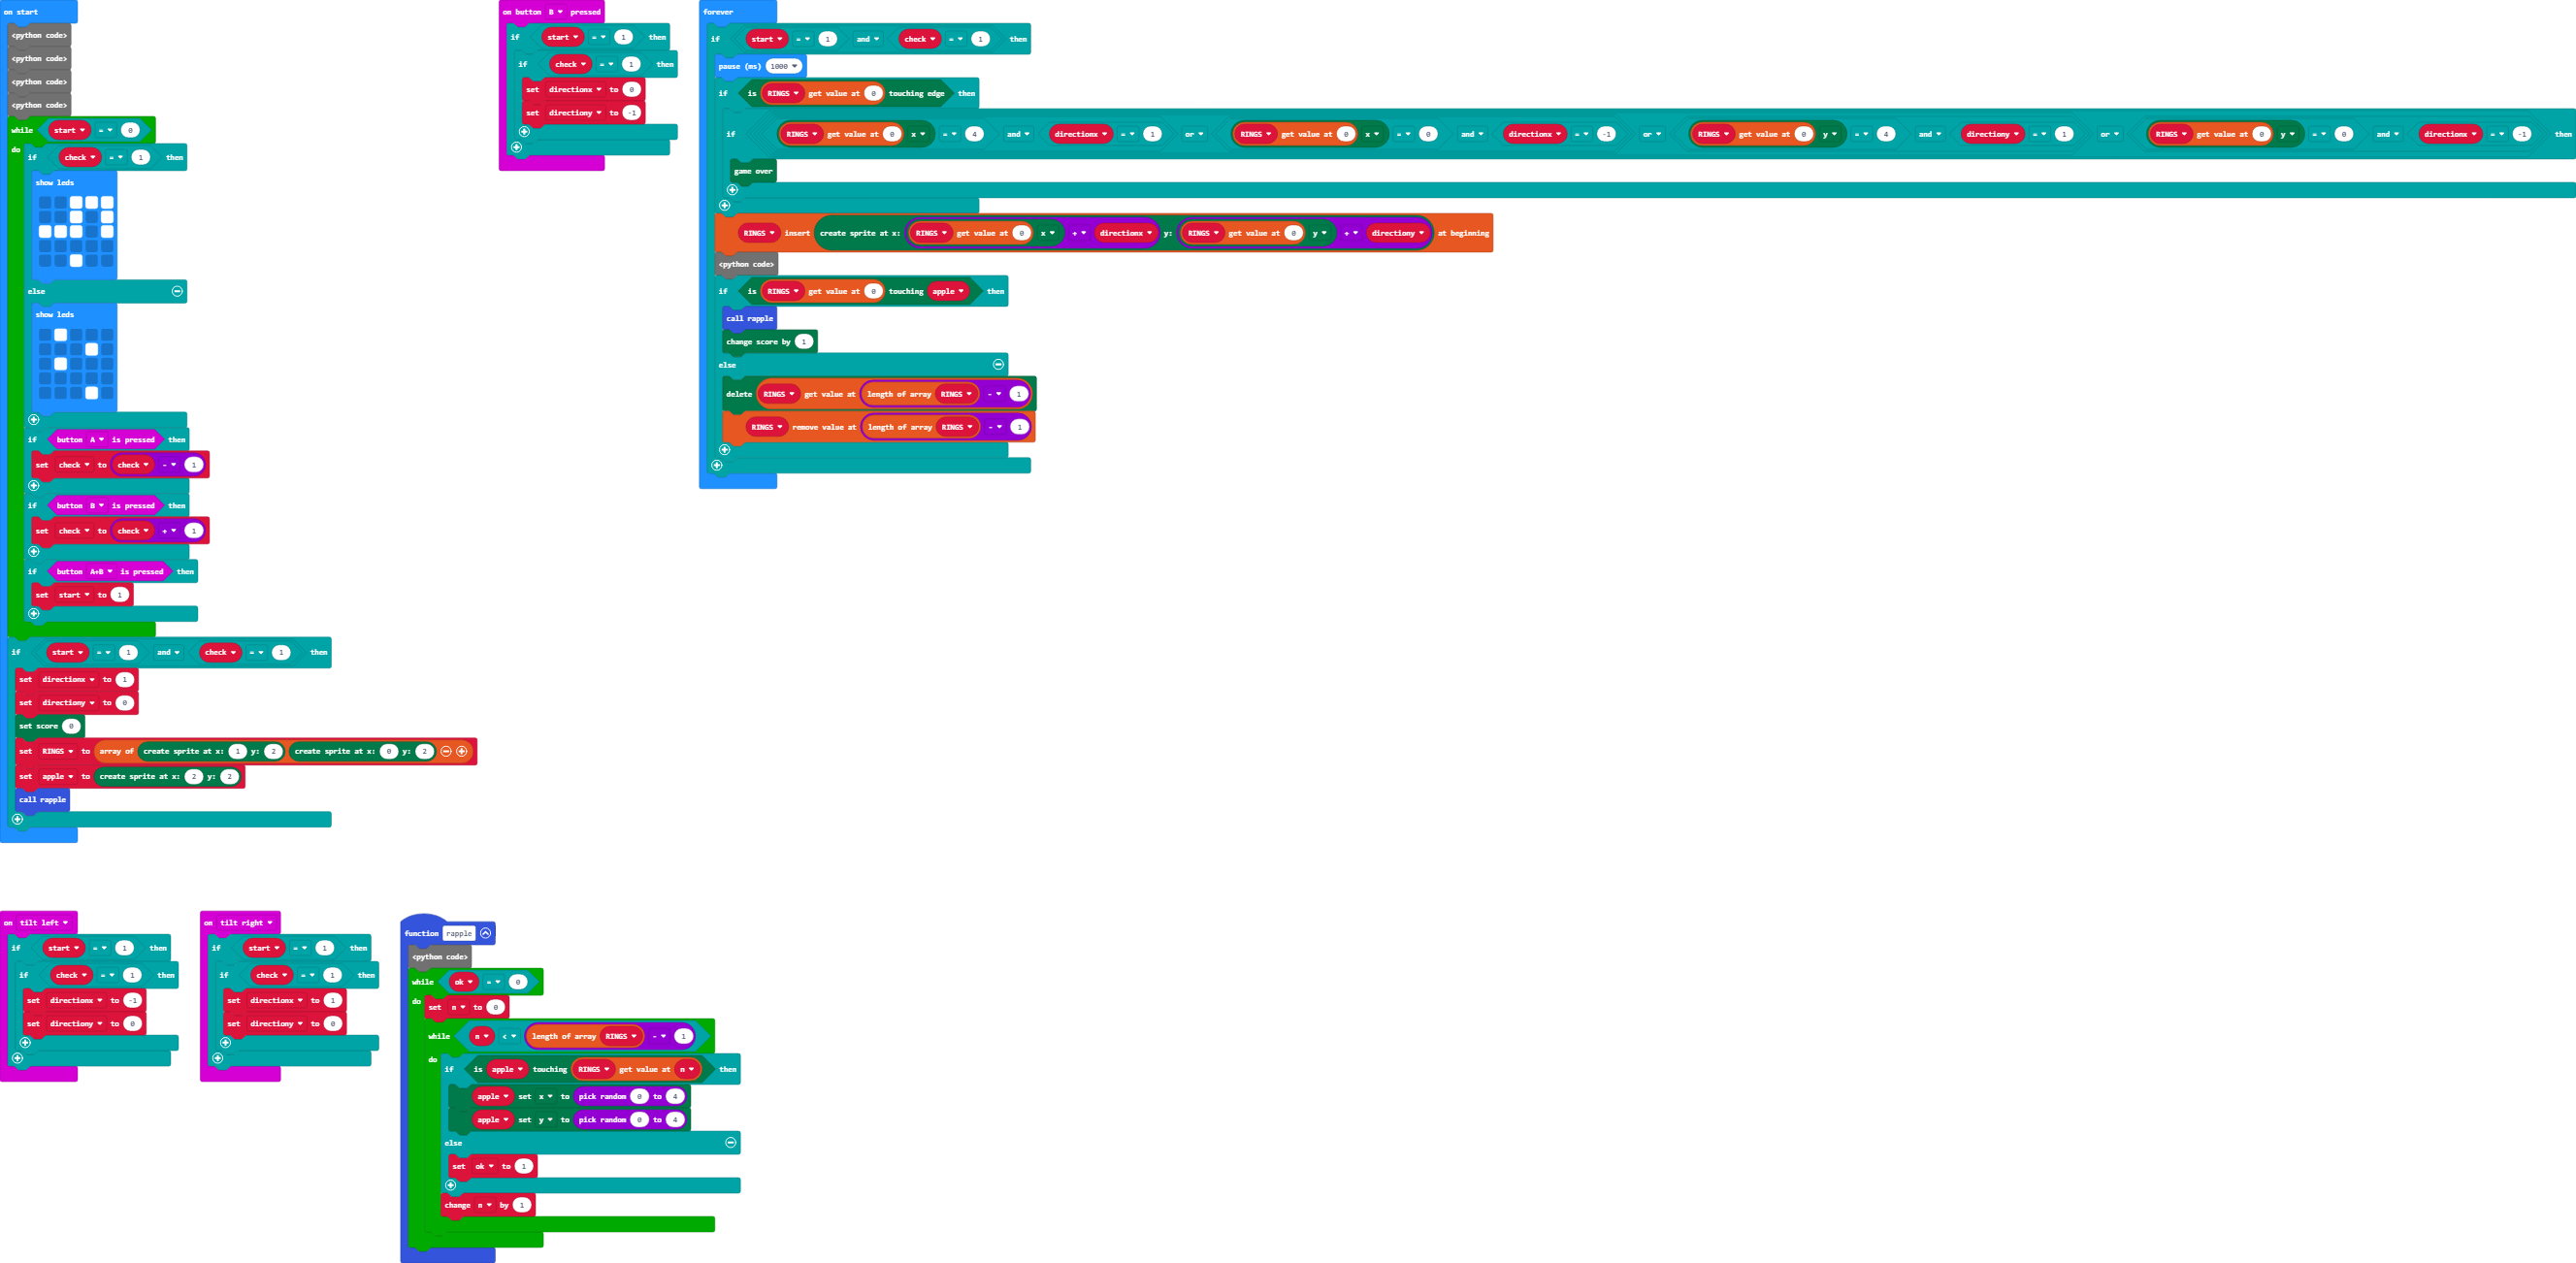 on start
<python code>
<python code>
<python code>
<python code>
while start = 0
do
if check = 1 then
show leds
else
show leds
if button A is pressed then
set check to check - 1
if button B is pressed then
set check to check + 1
if button A+B is pressed then
set start to 1
if start = 1 and check = 1 then
set directionx to 1
set directiony to 0
set score 0
set RINGS to array of create sprite at x: 1 y: 2 create sprite at x: 0 y: 2
set apple to create sprite at x: 2 y: 2
call rapple
on button B pressed
if start = 1 then
if check = 1 then
set directionx to 0
set directiony to -1
forever
if start = 1 and check = 1 then
pause (ms) 1000
if is RINGS get value at 0 touching edge then
if RINGS get value at 0 x = 4 and directionx = 1 or RINGS get value at 0 x = 0 and directionx = -1 or RINGS get value at 0 y = 4 and directiony = 1 or RINGS get value at 0 y = 0 and directionx = -1 then
game over
RINGS insert create sprite at x: RINGS get value at 0 x + directionx y: RINGS get value at 0 y + directiony at beginning
<python code>
if is RINGS get value at 0 touching apple then
call rapple
change score by 1
else
delete RINGS get value at length of array RINGS - 1
RINGS remove value at length of array RINGS - 1
on tilt left
if start = 1 then
if check = 1 then
set directionx to -1
set directiony to 0
on tilt right
if start = 1 then
if check = 1 then
set directionx to 1
set directiony to 0
function rapple
<python code>
while ok = 0
do
set n to 0
while n < length of array RINGS - 1
do
if is apple touching RINGS get value at n then
apple set x to pick random 0 to 4
apple set y to pick random 0 to 4
else
set ok to 1
change n by 1